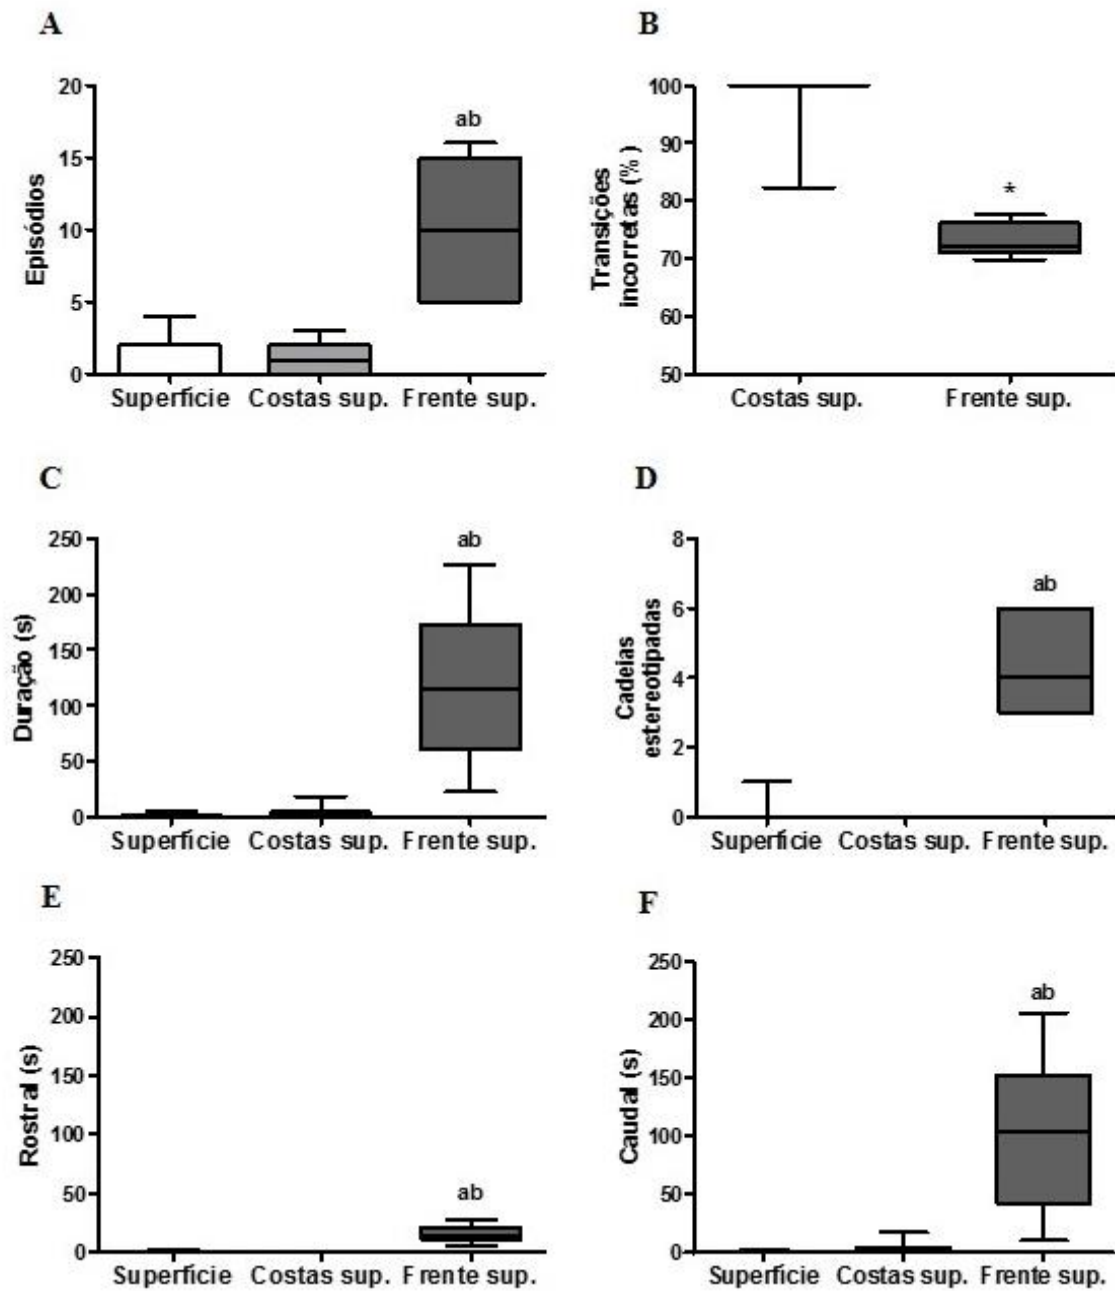 A
Episódios
20
15
10
5
0
ab
Superfície Costas sup. Frente sup.
B
Transições
incorretas (%)
100
90
80
70
60
50
*
Costas sup. Frente sup.
C
Duração (s)
250
200
150
100
50
0
ab
Superfície Costas sup. Frente sup.
D
Cadeias
estereotipadas
8
6
4
2
0
ab
Superfície Costas sup. Frente sup.
E
Rostral (s)
250
200
150
100
50
0
ab
Superfície Costas sup. Frente sup.
F
Caudal (s)
250
200
150
100
50
0
ab
Superfície Costas sup. Frente sup.